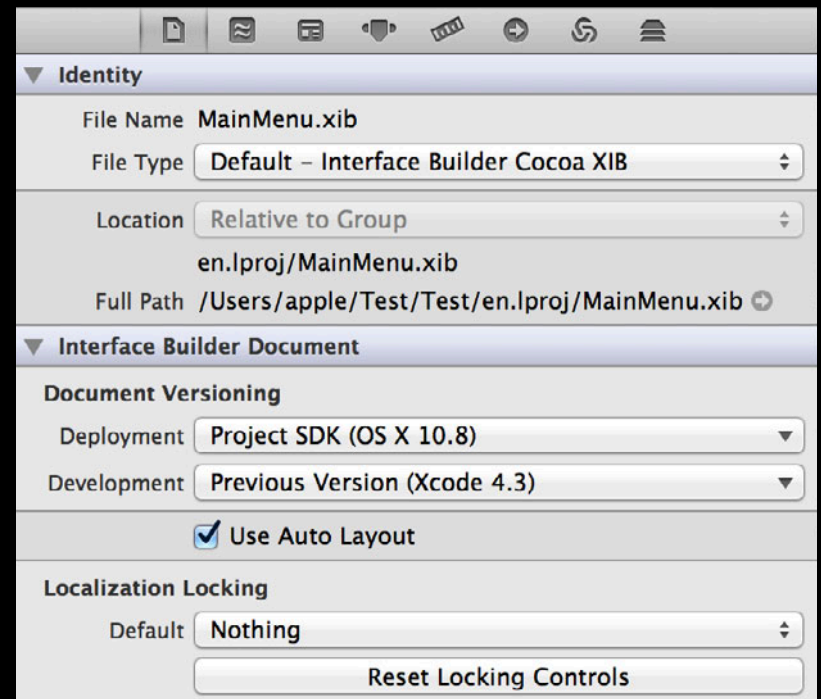 Identity
File Name MainMenu.xib
File Type Default – Interface Builder Cocoa XIB
Location Relative to Group
en.lproj/MainMenu.xib
Full Path /Users/apple/Test/Test/en.lproj/MainMenu.xib
Interface Builder Document
Document Versioning
Deployment Project SDK (OS X 10.8)
Development Previous Version (Xcode 4.3)
Use Auto Layout
Localization Locking
Default Nothing
Reset Locking Controls